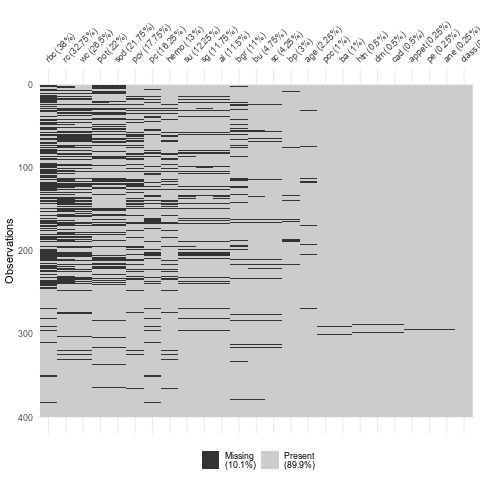 rbc (38%)
rc (32.75%)
wc (26.5%)
pot (22%)
sod (21.75%)
pcv (17.75%)
pc (16.25%)
hemo (13%)
su (12.25%)
sg (11.75%)
al (11.5%)
bgr (11%)
bu (4.75%)
sc (4.25%)
bp (3%)
age (2.25%)
pcc (1%)
ba (1%)
htn (0.5%)
dm (0.5%)
cad (0.5%)
appet (0.25%)
pe (0.25%)
ane (0.25%)
class (0
0
100
200
300
400
Observations
Missing
(10.1%)
Present
(89.9%)